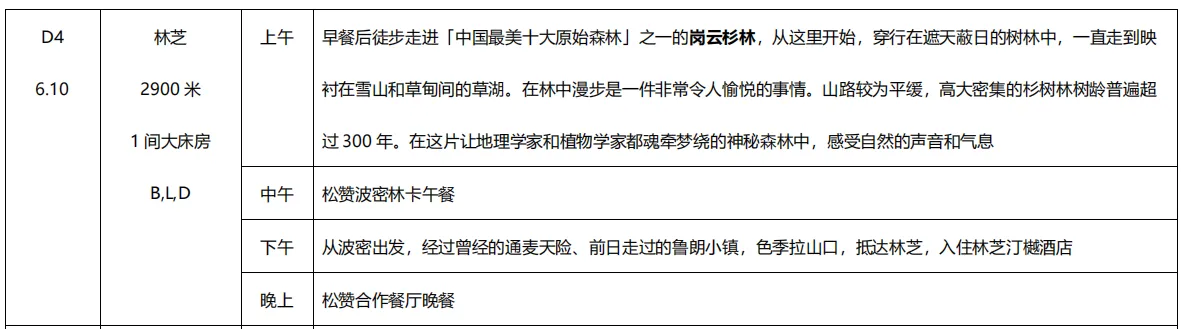 D4
6.10
林芝
2900 米
1 间大床房
B,L,D
上午
早餐后徒步走进「中国最美十大原始森林」之一的岗云杉林，从这里开始，穿行在遮天蔽日的树林中，一直走到映
衬在雪山和草甸间的草湖。在林中漫步是一件非常令人愉悦的事情。山路较为平缓，高大密集的杉树林树龄普遍超
过 300 年。在这片让地理学家和植物学家都魂牵梦绕的神秘森林中，感受自然的声音和气息
中午
松赞波密林卡午餐
下午
从波密出发，经过曾经的通麦天险、前日走过的鲁朗小镇，色季拉山口，抵达林芝，入住林芝汀樾酒店
晚上
松赞合作餐厅晚餐